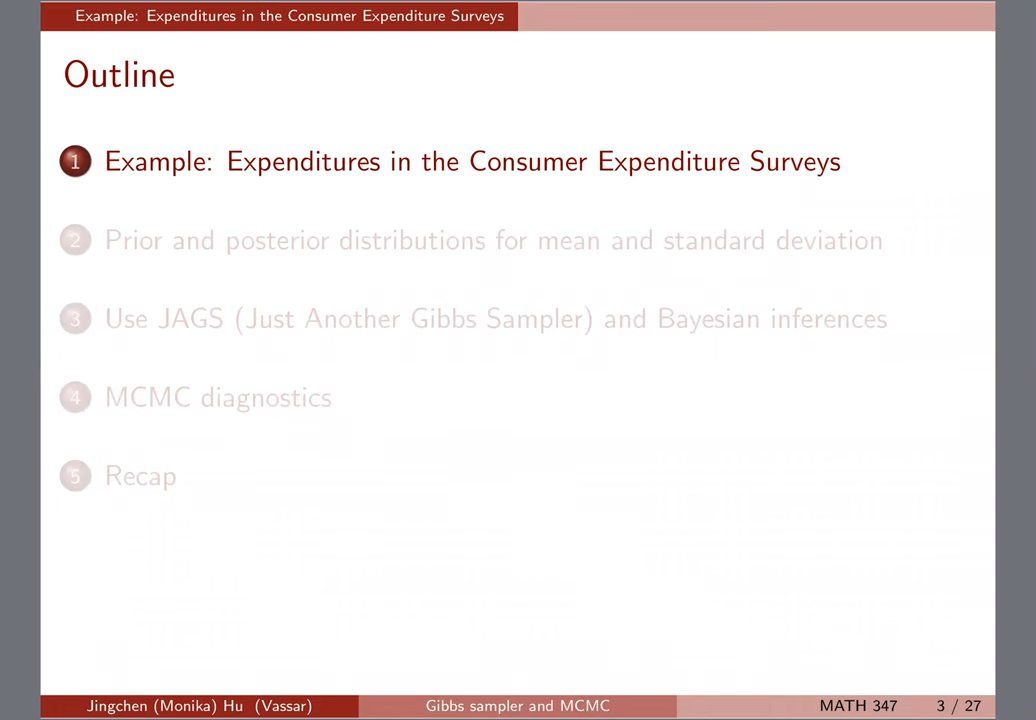 Example: Expenditures in the Consumer Expenditure Surveys
Outline
1 Example: Expenditures in the Consumer Expenditure Surveys
2 Prior and posterior distributions for mean and standard deviation
3 Use JAGS (Just Another Gibbs Sampler) and Bayesian inferences
4 MCMC diagnostics
5 Recap
Jingchen (Monika) Hu (Vassar) Gibbs sampler and MCMC MATH 347 3 / 27